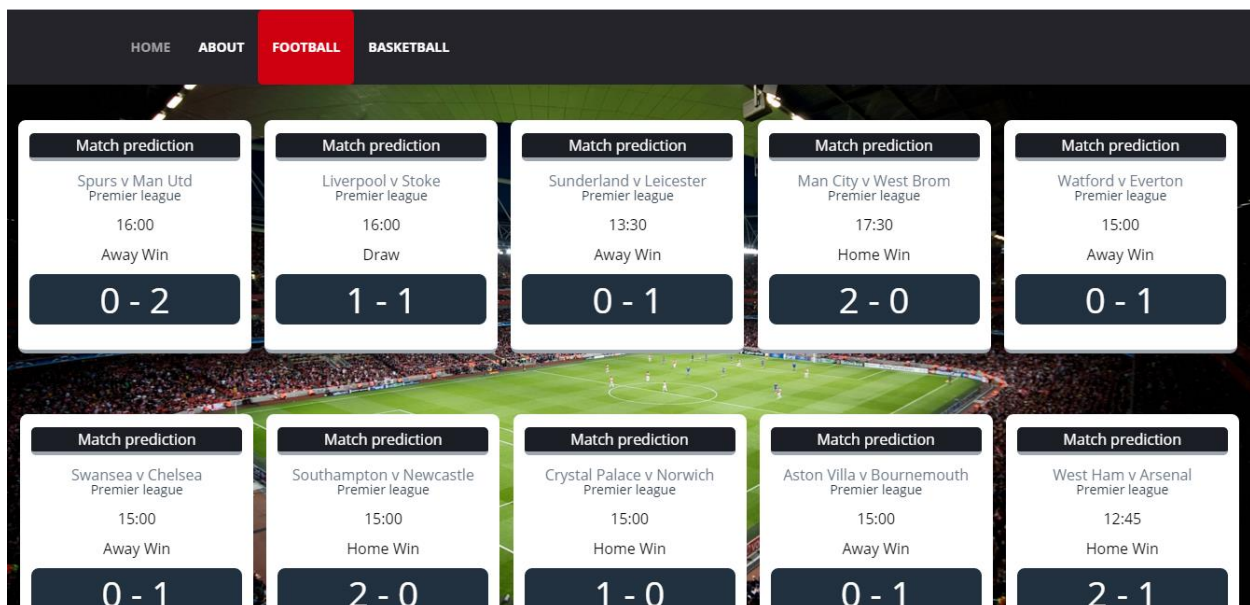 HOME ABOUT FOOTBALL BASKETBALL
Match prediction
Spurs v Man Utd
Premier league
16:00
Away Win
0 - 2
Match prediction
Liverpool v Stoke
Premier league
16:00
Draw
1 - 1
Match prediction
Sunderland v Leicester
Premier league
13:30
Away Win
0 - 1
Match prediction
Man City v West Brom
Premier league
17:30
Home Win
2 - 0
Match prediction
Watford v Everton
Premier league
15:00
Away Win
0 - 1
Match prediction
Swansea v Chelsea
Premier league
15:00
Away Win
0 - 1
Match prediction
Southampton v Newcastle
Premier league
15:00
Home Win
2 - 0
Match prediction
Crystal Palace v Norwich
Premier league
15:00
Home Win
1 - 0
Match prediction
Aston Villa v Bournemouth
Premier league
15:00
Away Win
0 - 1
Match prediction
West Ham v Arsenal
Premier league
12:45
Home Win
2 - 1